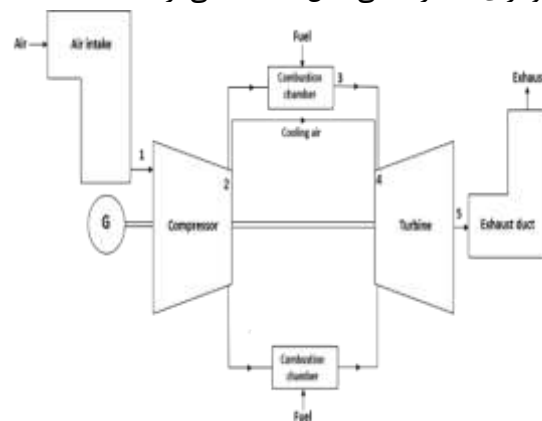 Fuel
Air
Air intake
Combustion
chamber
3
Exhaus
Cooling air
1
2
4
G
Compressor
Turbine
5
Exhaust duct
Combustion
chamber
Fuel